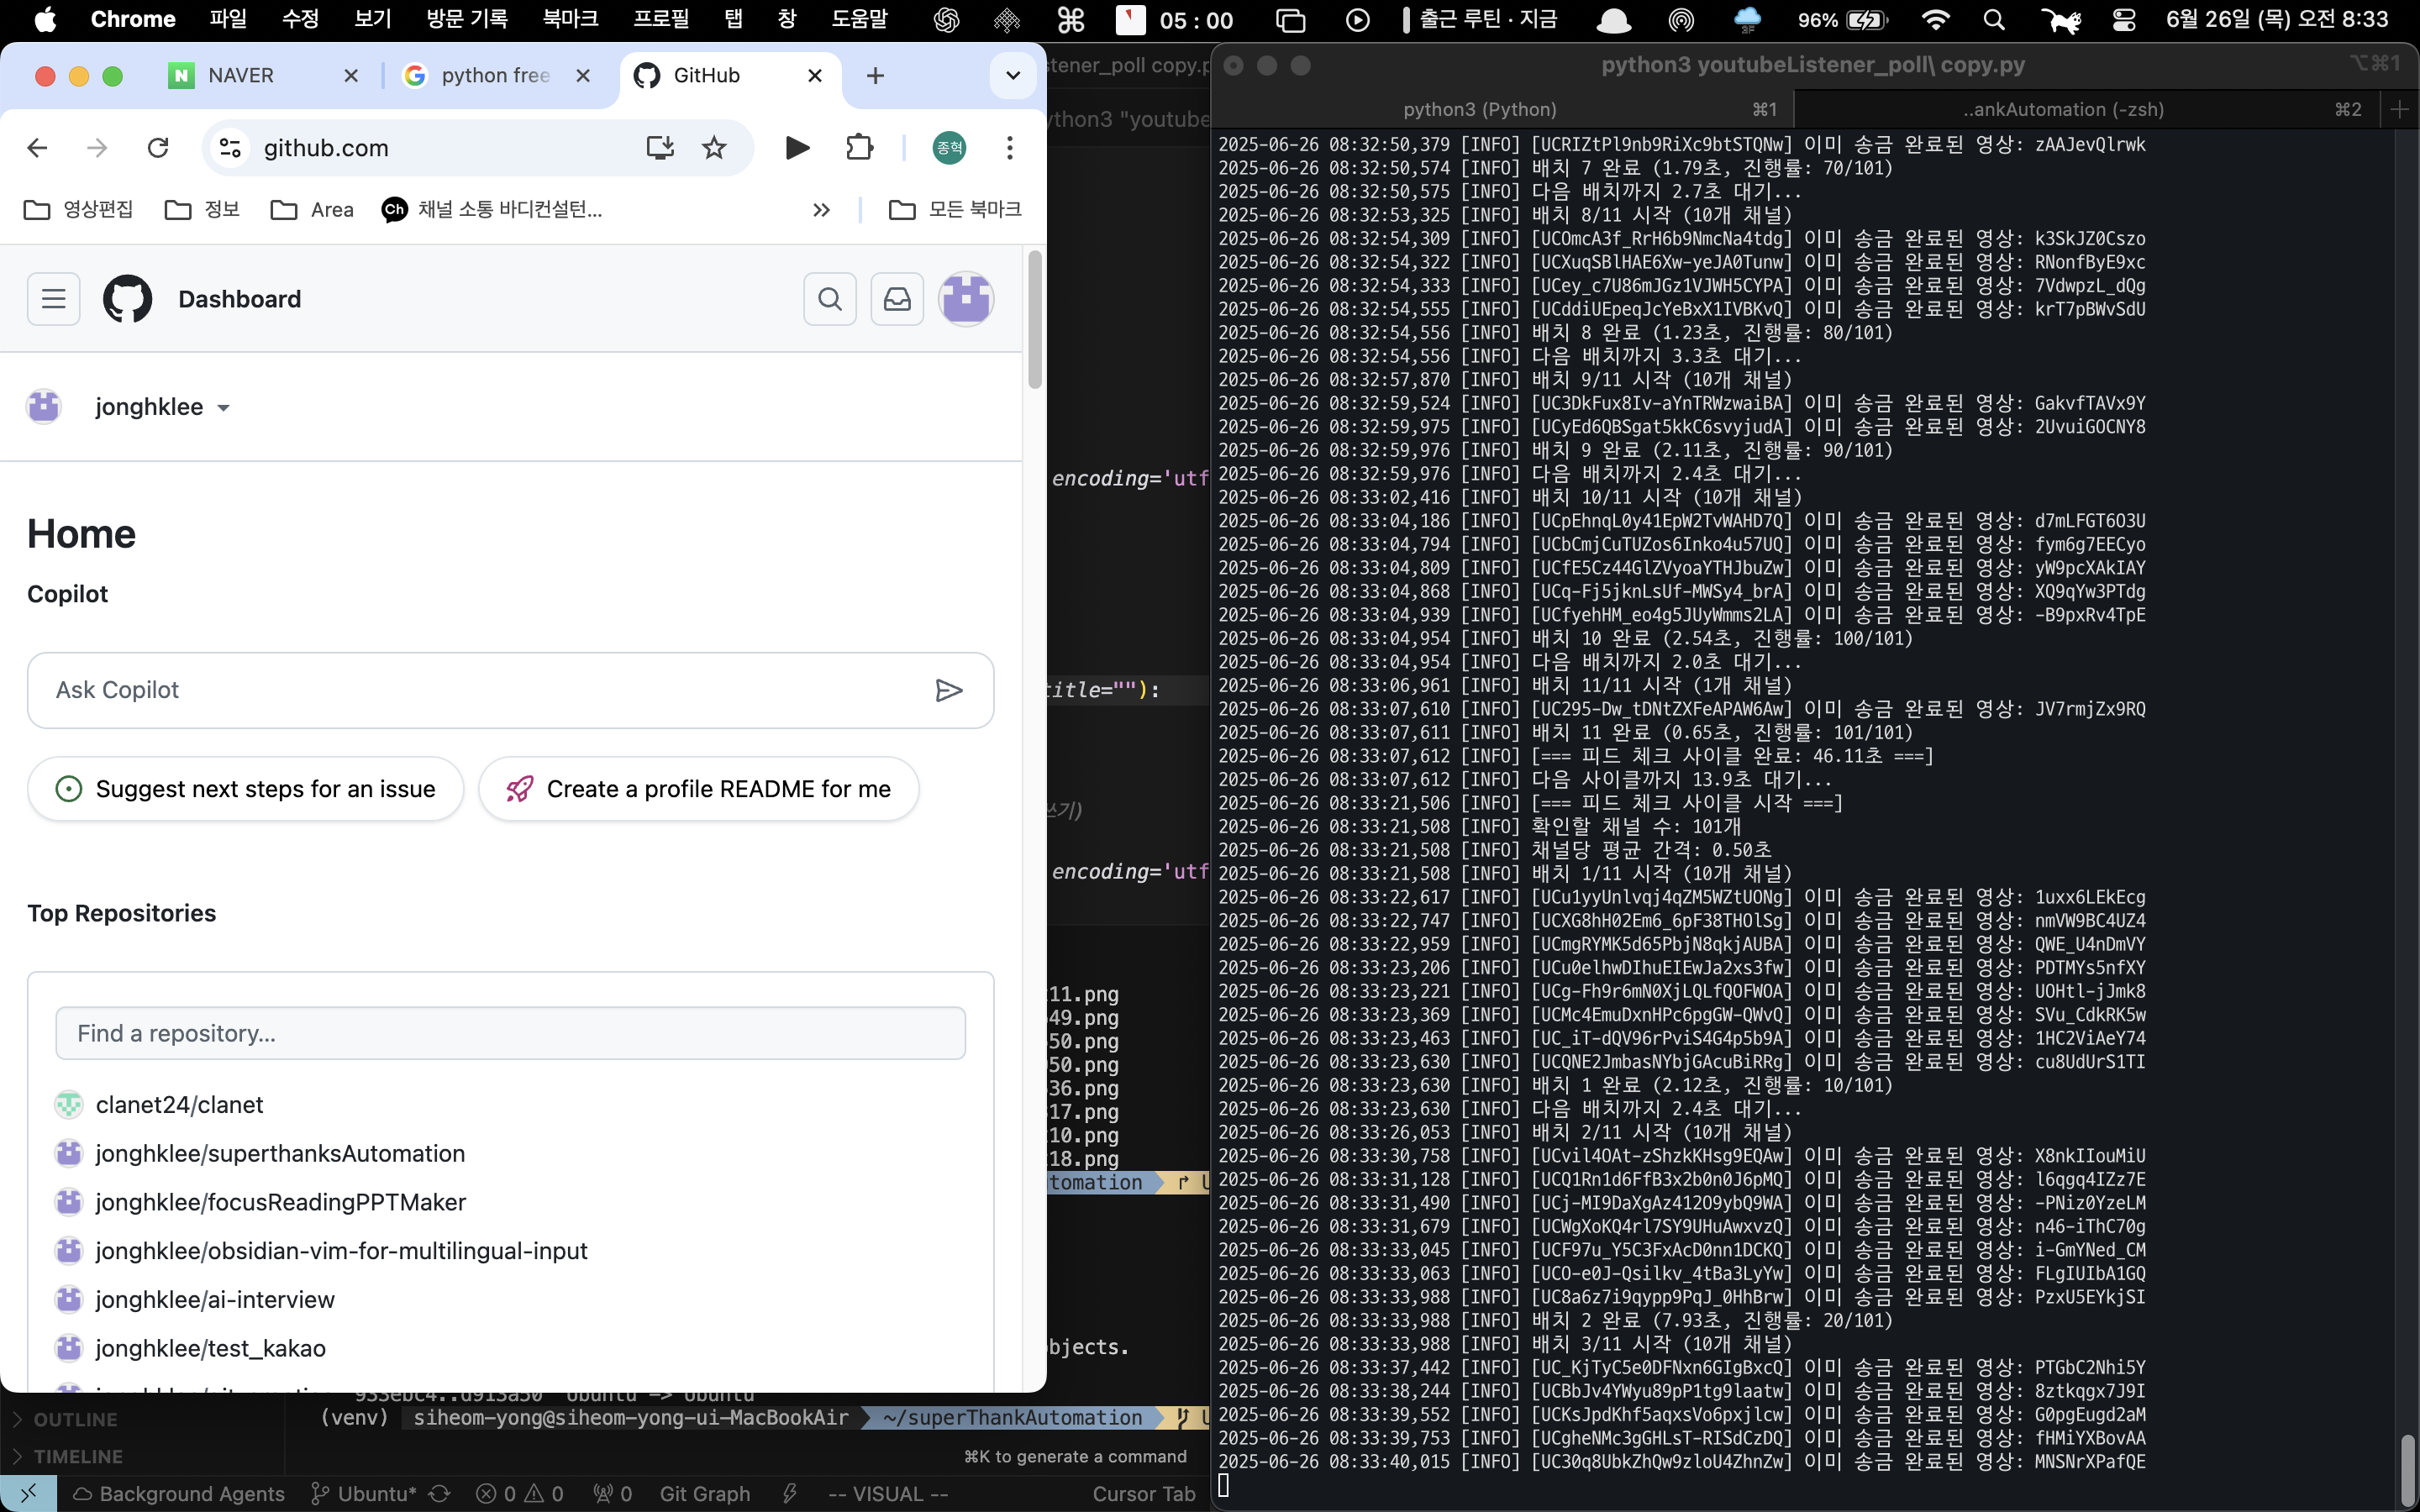 Chrome 파일 수정 보기 방문 기록 북마크 프로필 탭 창 도움말 05 : 00 출근 루틴 · 지금 3F 96% 6월 26일 (목) 오전 8:33
NAVER
python free
GitHub
github.com
종혁
영상편집
정보
Area
Ch 채널 소통 바디컨설턴...
모든 북마크
Dashboard
jonghklee
Home
Copilot
Ask Copilot
Suggest next steps for an issue
Create a profile README for me
Top Repositories
Find a repository...
clanet24/clanet
jonghklee/superthanksAutomation
jonghklee/focusReadingPPTMaker
jonghklee/obsidian-vim-for-multilingual-input
jonghklee/ai-interview
jonghklee/test_kakao
stener_poll copy.p
ython3 "youtube
encoding='utf
title=""):
쓰기)
encoding='utf
11.png
49.png
50.png
950.png
36.png
17.png
10.png
18.png
tomation
bjects.
933ebc4..d913a50 Ubuntu -> Ubuntu
(venv) siheom-yong@siheom-yong-ui-MacBookAir ~/superThankAutomation
⌘K to generate a command
OUTLINE
TIMELINE
Background Agents Ubuntu* 0 0 0 Git Graph -- VISUAL -- Cursor Tab
python3 youtubeListener_poll\ copy.py ⌥⌘1
python3 (Python) ⌘1 ..ankAutomation (-zsh) ⌘2
2025-06-26 08:32:50,379 [INFO] [UCRIZtPl9nb9RiXc9btSTQNw] 이미 송금 완료된 영상: zAAJevQlrwk
2025-06-26 08:32:50,574 [INFO] 배치 7 완료 (1.79초, 진행률: 70/101)
2025-06-26 08:32:50,575 [INFO] 다음 배치까지 2.7초 대기...
2025-06-26 08:32:53,325 [INFO] 배치 8/11 시작 (10개 채널)
2025-06-26 08:32:54,309 [INFO] [UCOmcA3f_RrH6b9NmcNa4tdg] 이미 송금 완료된 영상: k3SkJZ0Cszo
2025-06-26 08:32:54,322 [INFO] [UCXuqSBlHAE6Xw-yeJA0Tunw] 이미 송금 완료된 영상: RNonfByE9xc
2025-06-26 08:32:54,333 [INFO] [UCey_c7U86mJGz1VJWH5CYPA] 이미 송금 완료된 영상: 7VdwpzL_dQg
2025-06-26 08:32:54,555 [INFO] [UCddiUEpeqJcYeBxX1IVBKvQ] 이미 송금 완료된 영상: krT7pBWvSdU
2025-06-26 08:32:54,556 [INFO] 배치 8 완료 (1.23초, 진행률: 80/101)
2025-06-26 08:32:54,556 [INFO] 다음 배치까지 3.3초 대기...
2025-06-26 08:32:57,870 [INFO] 배치 9/11 시작 (10개 채널)
2025-06-26 08:32:59,524 [INFO] [UC3DkFux8Iv-aYnTRWzwaiBA] 이미 송금 완료된 영상: GakvfTAVx9Y
2025-06-26 08:32:59,975 [INFO] [UCyEd6QBSgat5kkC6svyjudA] 이미 송금 완료된 영상: 2UvuiGOCNY8
2025-06-26 08:32:59,976 [INFO] 배치 9 완료 (2.11초, 진행률: 90/101)
2025-06-26 08:32:59,976 [INFO] 다음 배치까지 2.4초 대기...
2025-06-26 08:33:02,416 [INFO] 배치 10/11 시작 (10개 채널)
2025-06-26 08:33:04,186 [INFO] [UCpEhnqL0y41EpW2TvWAHD7Q] 이미 송금 완료된 영상: d7mLFGT6O3U
2025-06-26 08:33:04,794 [INFO] [UCbCmjCuTUZos6Inko4u57UQ] 이미 송금 완료된 영상: fym6g7EECyo
2025-06-26 08:33:04,809 [INFO] [UCfE5Cz44GlZVyoaYTHJbuZw] 이미 송금 완료된 영상: yW9pcXAkIAY
2025-06-26 08:33:04,868 [INFO] [UCq-Fj5jknLsUf-MWSy4_brA] 이미 송금 완료된 영상: XQ9qYw3PTdg
2025-06-26 08:33:04,939 [INFO] [UCfyehHM_eo4g5JUyWmms2LA] 이미 송금 완료된 영상: -B9pxRv4TpE
2025-06-26 08:33:04,954 [INFO] 배치 10 완료 (2.54초, 진행률: 100/101)
2025-06-26 08:33:04,954 [INFO] 다음 배치까지 2.0초 대기...
2025-06-26 08:33:06,961 [INFO] 배치 11/11 시작 (1개 채널)
2025-06-26 08:33:07,610 [INFO] [UC295-Dw_tDNtZXFeAPAW6Aw] 이미 송금 완료된 영상: JV7rmjZx9RQ
2025-06-26 08:33:07,611 [INFO] 배치 11 완료 (0.65초, 진행률: 101/101)
2025-06-26 08:33:07,612 [INFO] [=== 피드 체크 사이클 완료: 46.11초 ===]
2025-06-26 08:33:07,612 [INFO] 다음 사이클까지 13.9초 대기...
2025-06-26 08:33:21,506 [INFO] [=== 피드 체크 사이클 시작 ===]
2025-06-26 08:33:21,508 [INFO] 확인할 채널 수: 101개
2025-06-26 08:33:21,508 [INFO] 채널당 평균 간격: 0.50초
2025-06-26 08:33:21,508 [INFO] 배치 1/11 시작 (10개 채널)
2025-06-26 08:33:22,617 [INFO] [UCu1yyUnlvqj4qZM5WZtUONg] 이미 송금 완료된 영상: 1uxx6LEkEcg
2025-06-26 08:33:22,747 [INFO] [UCXG8hH02Em6_6pF38THOlSg] 이미 송금 완료된 영상: nmVW9BC4UZ4
2025-06-26 08:33:22,959 [INFO] [UCmgRYMK5d65PbjN8qkjAUBA] 이미 송금 완료된 영상: QWE_U4nDmVY
2025-06-26 08:33:23,206 [INFO] [UCu0elhwDIhuEIEwJa2xs3fw] 이미 송금 완료된 영상: PDTMYs5nfXY
2025-06-26 08:33:23,221 [INFO] [UCg-Fh9r6mN0XjLQLfQOFWOA] 이미 송금 완료된 영상: UOHtl-jJmk8
2025-06-26 08:33:23,369 [INFO] [UCMc4EmuDxnHPc6pgGW-QWvQ] 이미 송금 완료된 영상: SVu_CdkRK5w
2025-06-26 08:33:23,463 [INFO] [UC_iT-dQV96rPviS4G4p5b9A] 이미 송금 완료된 영상: 1HC2ViAeY74
2025-06-26 08:33:23,630 [INFO] [UCQNE2JmbasNYbjGAcuBiRRg] 이미 송금 완료된 영상: cu8UdUrS1TI
2025-06-26 08:33:23,630 [INFO] 배치 1 완료 (2.12초, 진행률: 10/101)
2025-06-26 08:33:23,630 [INFO] 다음 배치까지 2.4초 대기...
2025-06-26 08:33:26,053 [INFO] 배치 2/11 시작 (10개 채널)
2025-06-26 08:33:30,758 [INFO] [UCvil4OAt-zShzkKHsg9EQAw] 이미 송금 완료된 영상: X8nkIIouMiU
2025-06-26 08:33:31,128 [INFO] [UCQ1Rn1d6FfB3x2b0n0J6pMQ] 이미 송금 완료된 영상: l6qgq4IZz7E
2025-06-26 08:33:31,490 [INFO] [UCj-MI9DaXgAz412O9ybQ9WA] 이미 송금 완료된 영상: -PNiz0YzeLM
2025-06-26 08:33:31,679 [INFO] [UCWgXoKQ4rl7SY9UHuAwxvzQ] 이미 송금 완료된 영상: n46-iThC70g
2025-06-26 08:33:33,045 [INFO] [UCF97u_Y5C3FxAcD0nn1DCKQ] 이미 송금 완료된 영상: i-GmYNed_CM
2025-06-26 08:33:33,063 [INFO] [UCO-e0J-Qsilkv_4tBa3LyYw] 이미 송금 완료된 영상: FLgIUIbA1GQ
2025-06-26 08:33:33,988 [INFO] [UC8a6z7i9qypp9PqJ_0HhBrw] 이미 송금 완료된 영상: PzxU5EYkjSI
2025-06-26 08:33:33,988 [INFO] 배치 2 완료 (7.93초, 진행률: 20/101)
2025-06-26 08:33:33,988 [INFO] 배치 3/11 시작 (10개 채널)
2025-06-26 08:33:37,442 [INFO] [UC_KjTyC5e0DFNxn6GIgBxcQ] 이미 송금 완료된 영상: PTGbC2Nhi5Y
2025-06-26 08:33:38,244 [INFO] [UCBbJv4YWyu89pP1tg9laatw] 이미 송금 완료된 영상: 8ztkqgx7J9I
2025-06-26 08:33:39,552 [INFO] [UCKsJpdKhf5aqxsVo6pxjlcw] 이미 송금 완료된 영상: G0pgEugd2aM
2025-06-26 08:33:39,753 [INFO] [UCgheNMc3gGHLsT-RISdCzDQ] 이미 송금 완료된 영상: fHMiYXBovAA
2025-06-26 08:33:40,015 [INFO] [UC30q8UbkZhQw9zloU4ZhnZw] 이미 송금 완료된 영상: MNSNrXPafQE